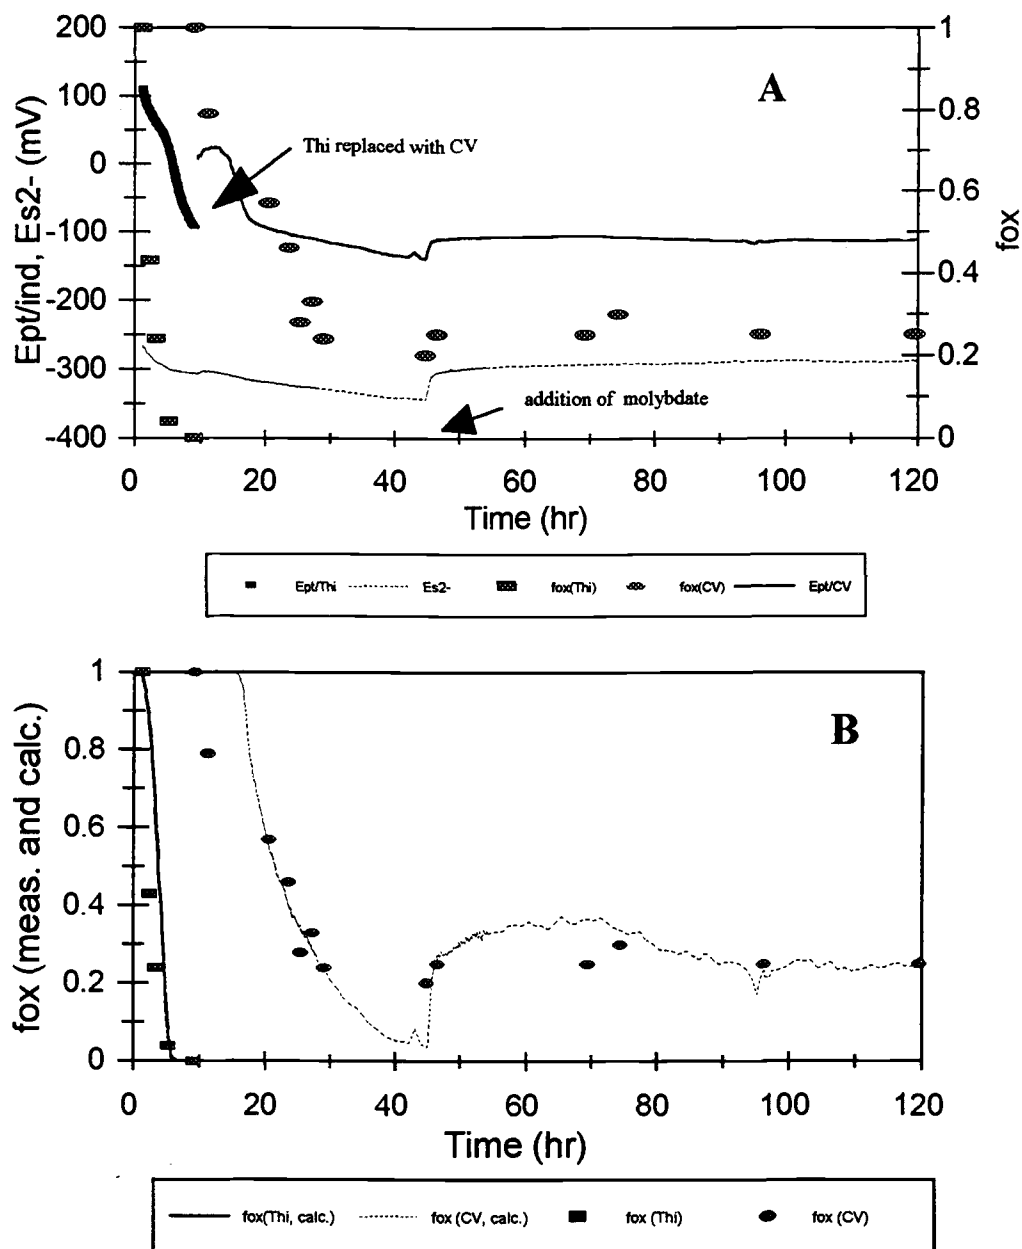 200
100
0
-100
-200
-300
-400
Ept/ind, Es2- (mV)
A
Thi replaced with CV
addition of molybdate
1
0.8
0.6
0.4
0.2
0
fox
0 20 40 60 80 100 120
Time (hr)
Ept/Thi Es2- fox(Thi) fox(CV) Ept/CV
1
0.8
0.6
0.4
0.2
0
fox (meas. and calc.)
B
0 20 40 60 80 100 120
Time (hr)
fox(Thi, calc.) fox (CV, calc.) fox (Thi) fox (CV)